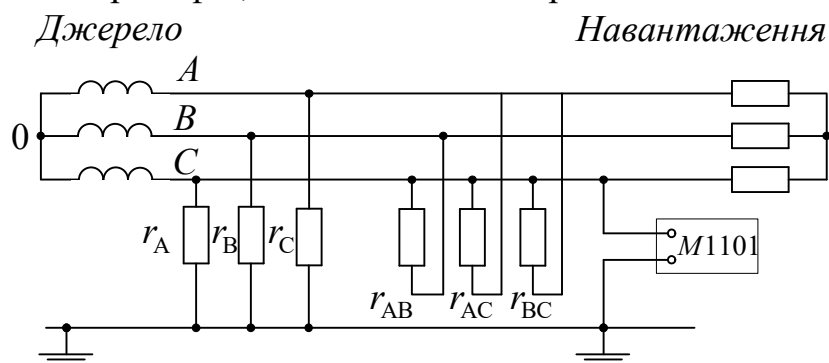 Джерело Навантаження
A
0 B
C
rA rB rC M1101
rAB rAC rBC